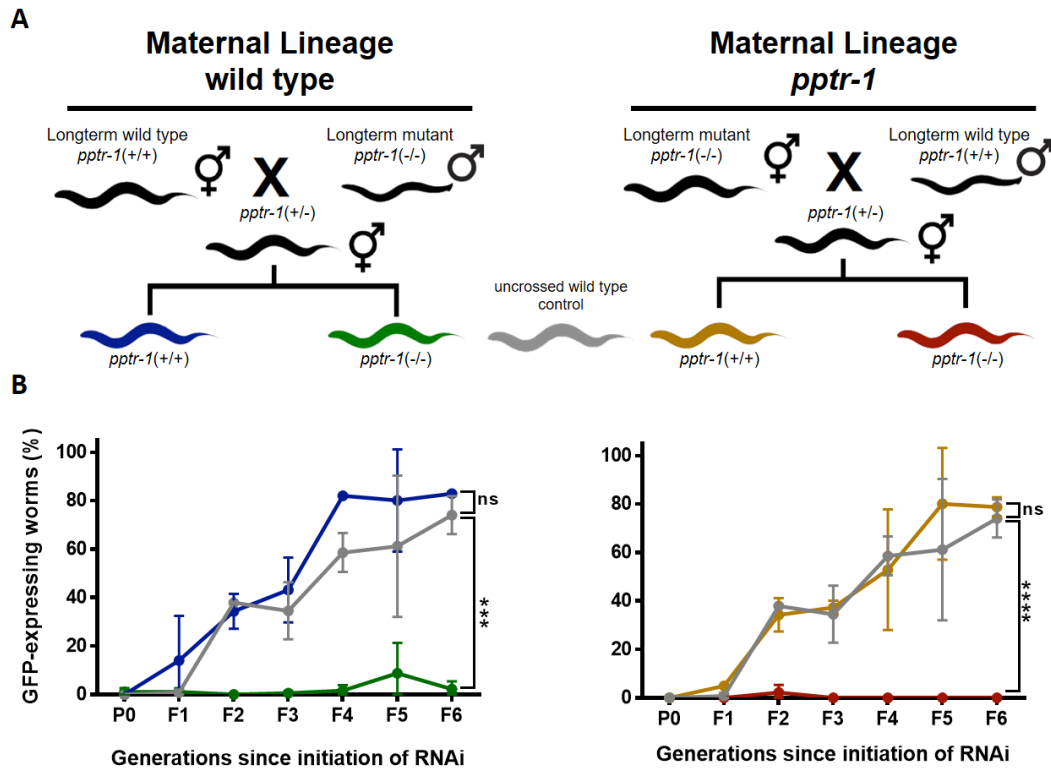 A
Maternal Lineage
wild type
Maternal Lineage
pptr-1
Longterm wild type
pptr-1(+/+)
X
Longterm mutant
pptr-1(-/-)
pptr-1(+/-)
Longterm mutant
pptr-1(-/-)
X
Longterm wild type
pptr-1(+/+)
pptr-1(+/-)
uncrossed wild type
control
pptr-1(+/+)
pptr-1(-/-)
pptr-1(+/+)
pptr-1(-/-)
B
GFP-expressing worms (%)
100
80
60
40
20
0
P0 F1 F2 F3 F4 F5 F6
Generations since initiation of RNAi
ns
***
100
80
60
40
20
0
P0 F1 F2 F3 F4 F5 F6
Generations since initiation of RNAi
ns
****